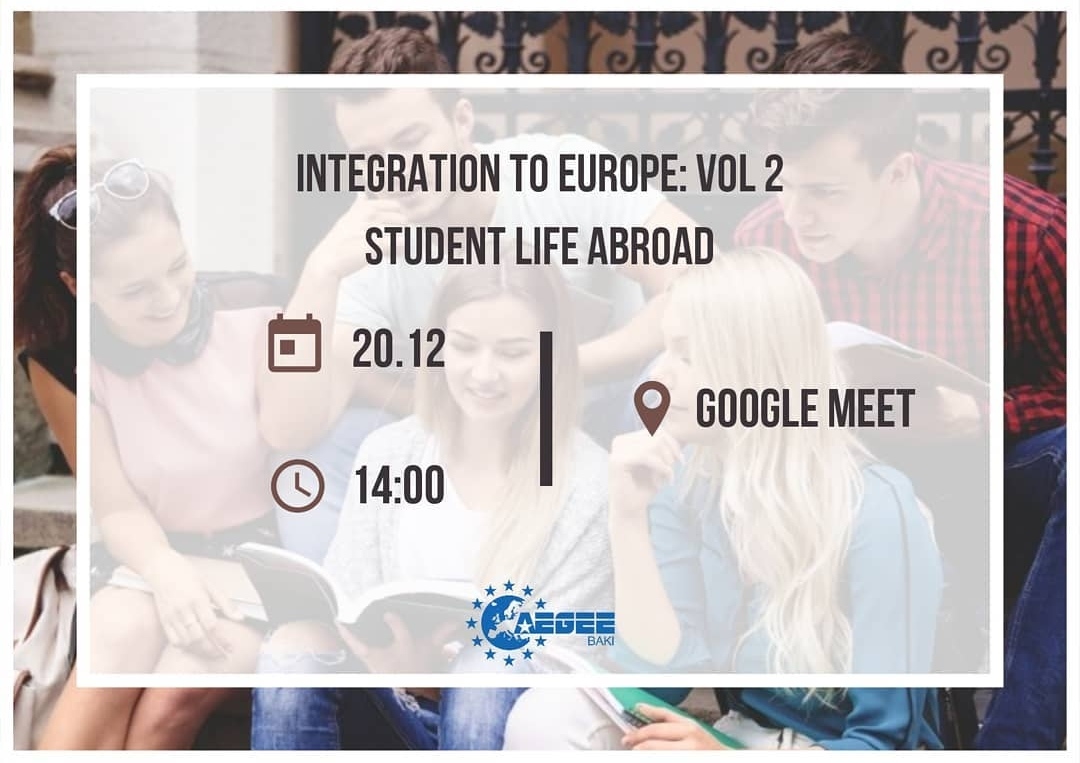 INTEGRATION TO EUROPE: VOL 2
STUDENT LIFE ABROAD
20.12
14:00
GOOGLE MEET
AEGEE
BAKI